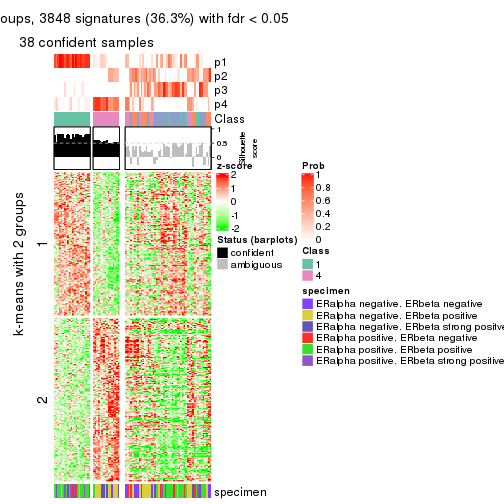 oups, 3848 signatures (36.3%) with fdr < 0.05
38 confident samples
p1
p2
p3
p4
Class
1
0.5
0
Silhouette
score
k-means with 2 groups
1
2
z-score
2
1
0
-1
-2
Status (barplots)
confident
ambiguous
Prob
1
0.8
0.6
0.4
0.2
0
Class
1
4
specimen
ERalpha negative. ERbeta negative
ERalpha negative. ERbeta positive
ERalpha negative. ERbeta strong positive
ERalpha positive. ERbeta negative
ERalpha positive. ERbeta positive
ERalpha positive. ERbeta strong positive
specimen